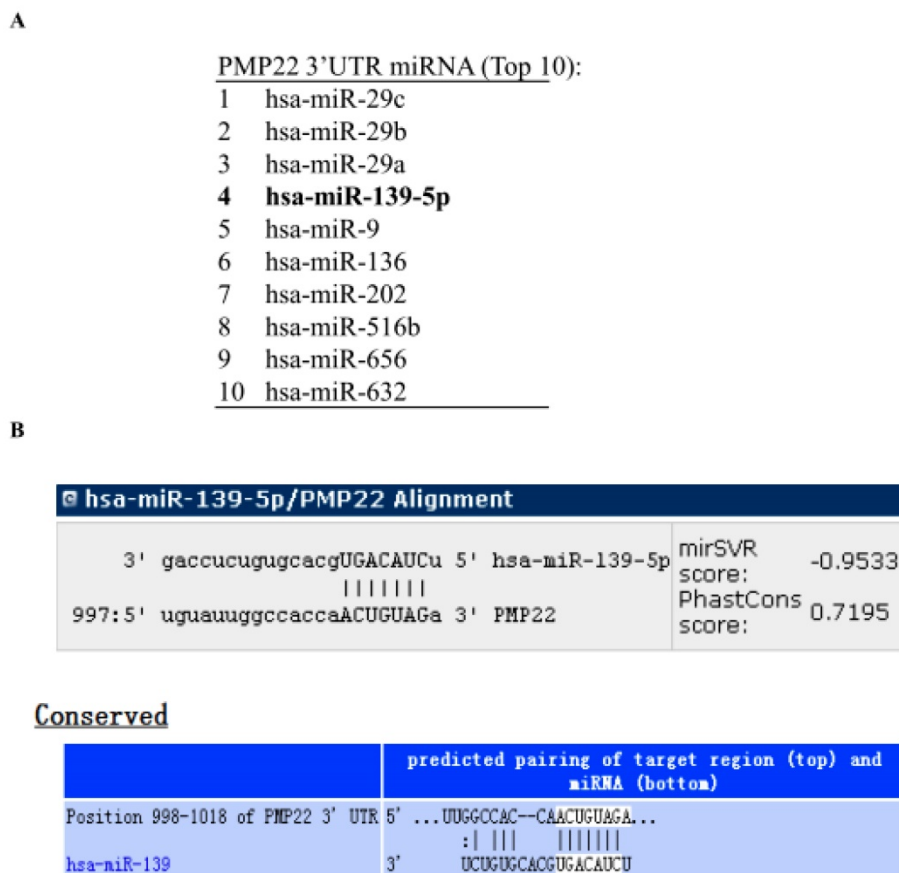 A
PMP22 3'UTR miRNA (Top 10):
1 hsa-miR-29c
2 hsa-miR-29b
3 hsa-miR-29a
4 hsa-miR-139-5p
5 hsa-miR-9
6 hsa-miR-136
7 hsa-miR-202
8 hsa-miR-516b
9 hsa-miR-656
10 hsa-miR-632
B
hsa-miR-139-5p/PMP22 Alignment
3' gaccucugugcacgUGACAUCu 5' hsa-miR-139-5p
|||||||
997:5' uguauuggccaccaACUGUAGa 3' PMP22
mirSVR score: -0.9533
PhastCons score: 0.7195
Conserved
predicted pairing of target region (top) and
miRNA (bottom)
Position 998-1018 of PMP22 3' UTR 5' ...UUGGCCAC--CAACUGUAGA...
:| ||| |||||||
hsa-miR-139 3' UCUGUGCACGUGACAUCU